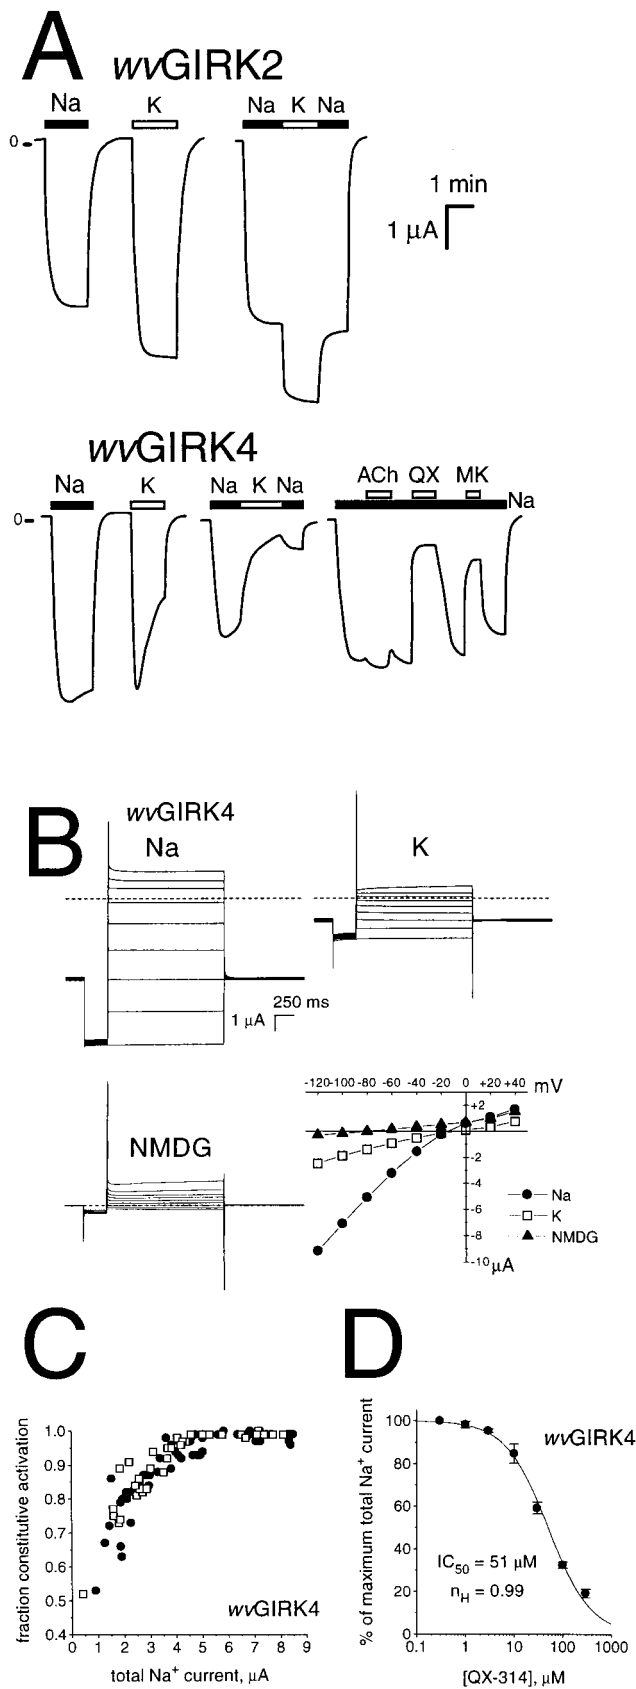 A
wvGIRK2
Na K Na K Na
0
1 min
1 µA
wvGIRK4
Na K Na K Na ACh QX MK Na
0
B
wvGIRK4
Na K
250 ms
1 µA
-120 -100 -80 -60 -40 -20 0 +20 +40 mV
+2
-2
-4
-6
-8
-10 µA
NMDG
Na
K
NMDG
C
fraction constitutive activation
1.0
0.9
0.8
0.7
0.6
0.5
0.4
wvGIRK4
0 1 2 3 4 5 6 7 8 9
total Na⁺ current, µA
D
% of maximum total Na⁺ current
100
80
60
40
20
0
wvGIRK4
IC₅₀ = 51 µM
n_H = 0.99
0.1 1 10 100 1000
[QX-314], µM